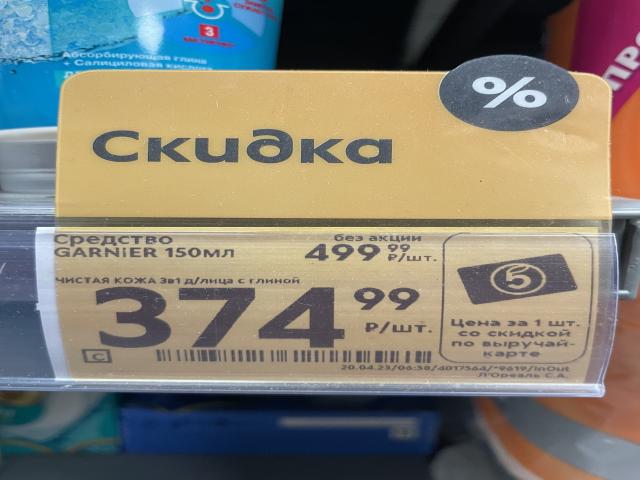 3
Абсорбирующая глина
+ Салициловая кислота
%
Скидка
Средство
GARNIER 150мл
без акции
499 99
₽/шт.
ЧИСТАЯ КОЖА 3в1 д/лица с глиной
374 99
₽/шт.
С
5
Цена за 1 шт.
со скидкой
по выручай-
карте
20.04.23/06:38/4017564/*9619/InOut
Л'Ореаль С.А.